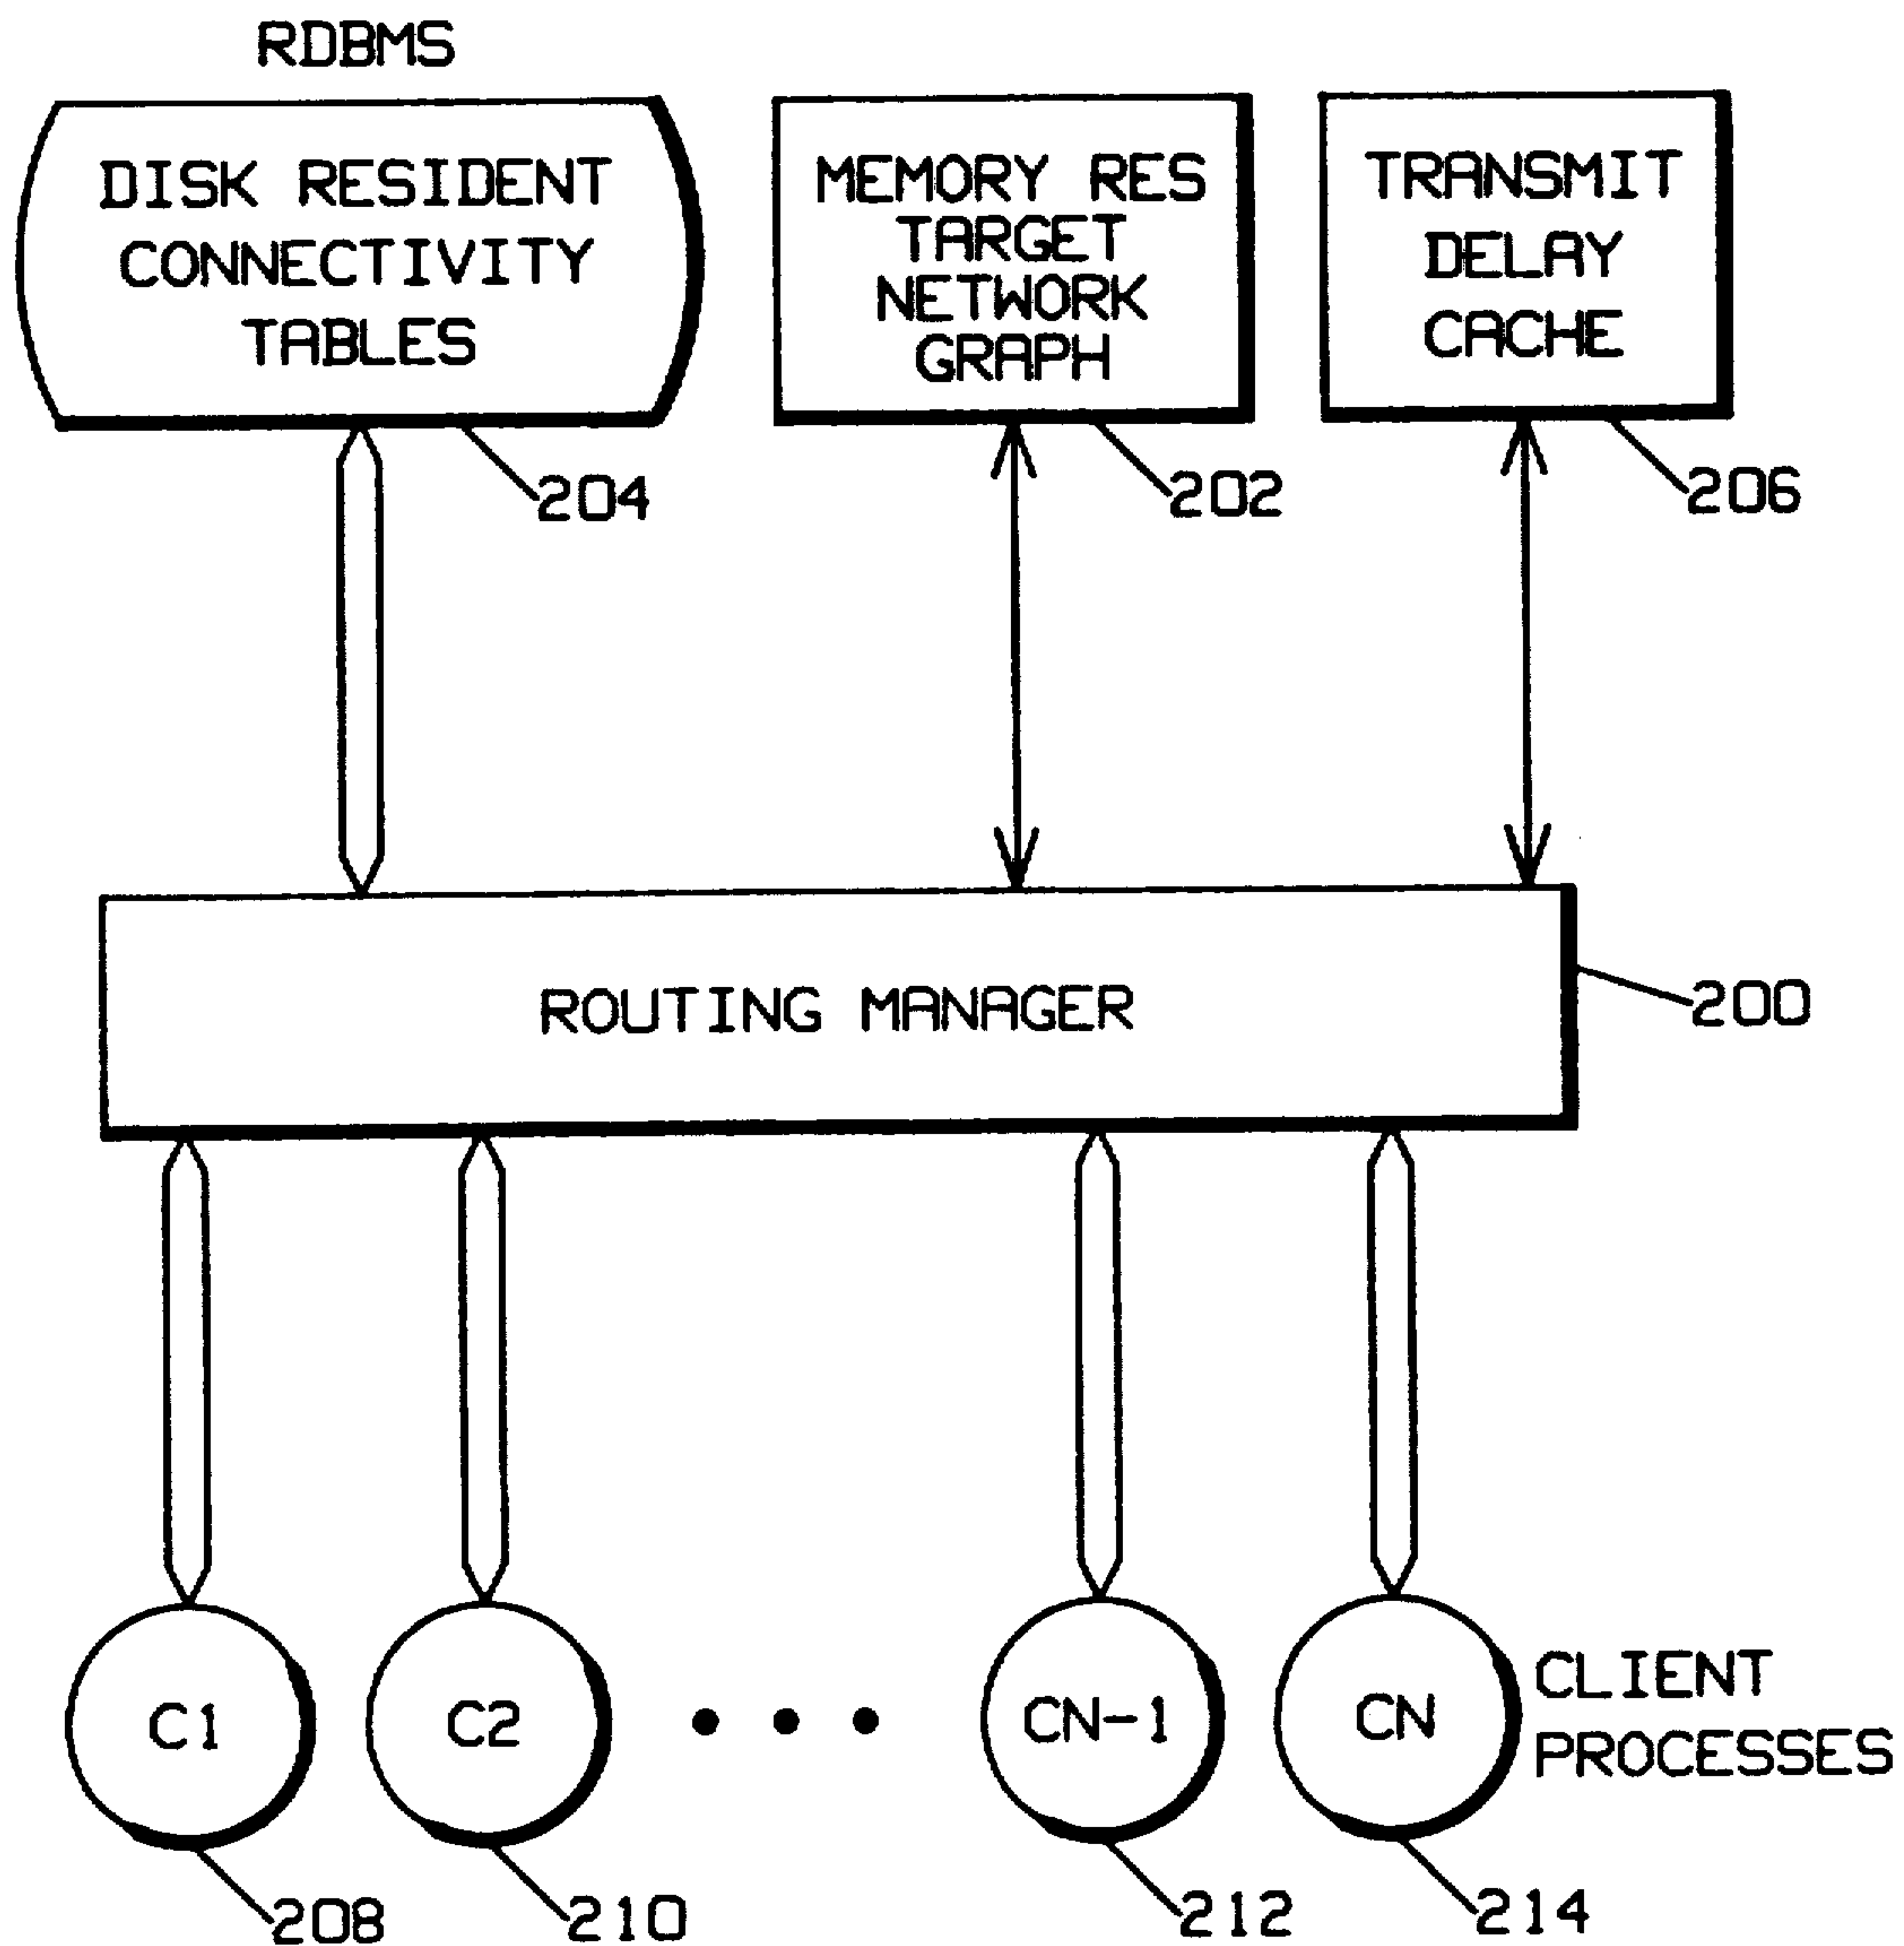 RDBMS
DISK RESIDENT
CONNECTIVITY
TABLES
204
MEMORY RES
TARGET
NETWORK
GRAPH
202
TRANSMIT
DELAY
CACHE
206
ROUTING MANAGER
200
C1
208
C2
210
CN-1
212
CN
214
CLIENT
PROCESSES